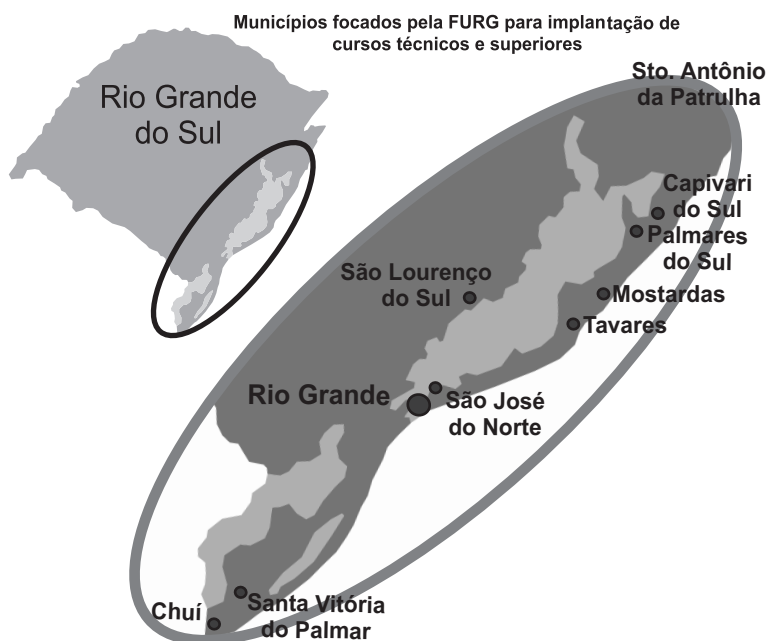 Municípios focados pela FURG para implantação de
cursos técnicos e superiores
Rio Grande
do Sul
Sto. Antônio
da Patrulha
Capivari
do Sul
Palmares
do Sul
São Lourenço
do Sul
Mostardas
Tavares
Rio Grande
São José
do Norte
Chuí
Santa Vitória
do Palmar